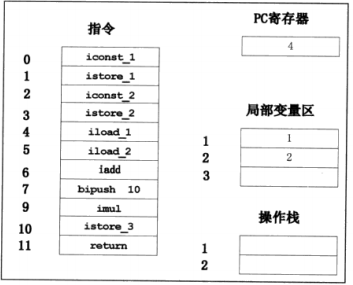 指令
0 iconst_1
1 istore_1
2 iconst_2
3 istore_2
4 iload_1
5 iload_2
6 iadd
7 bipush 10
9 imul
10 istore_3
11 return
PC寄存器
4
局部变量区
1 1
2 2
3
操作栈
1
2